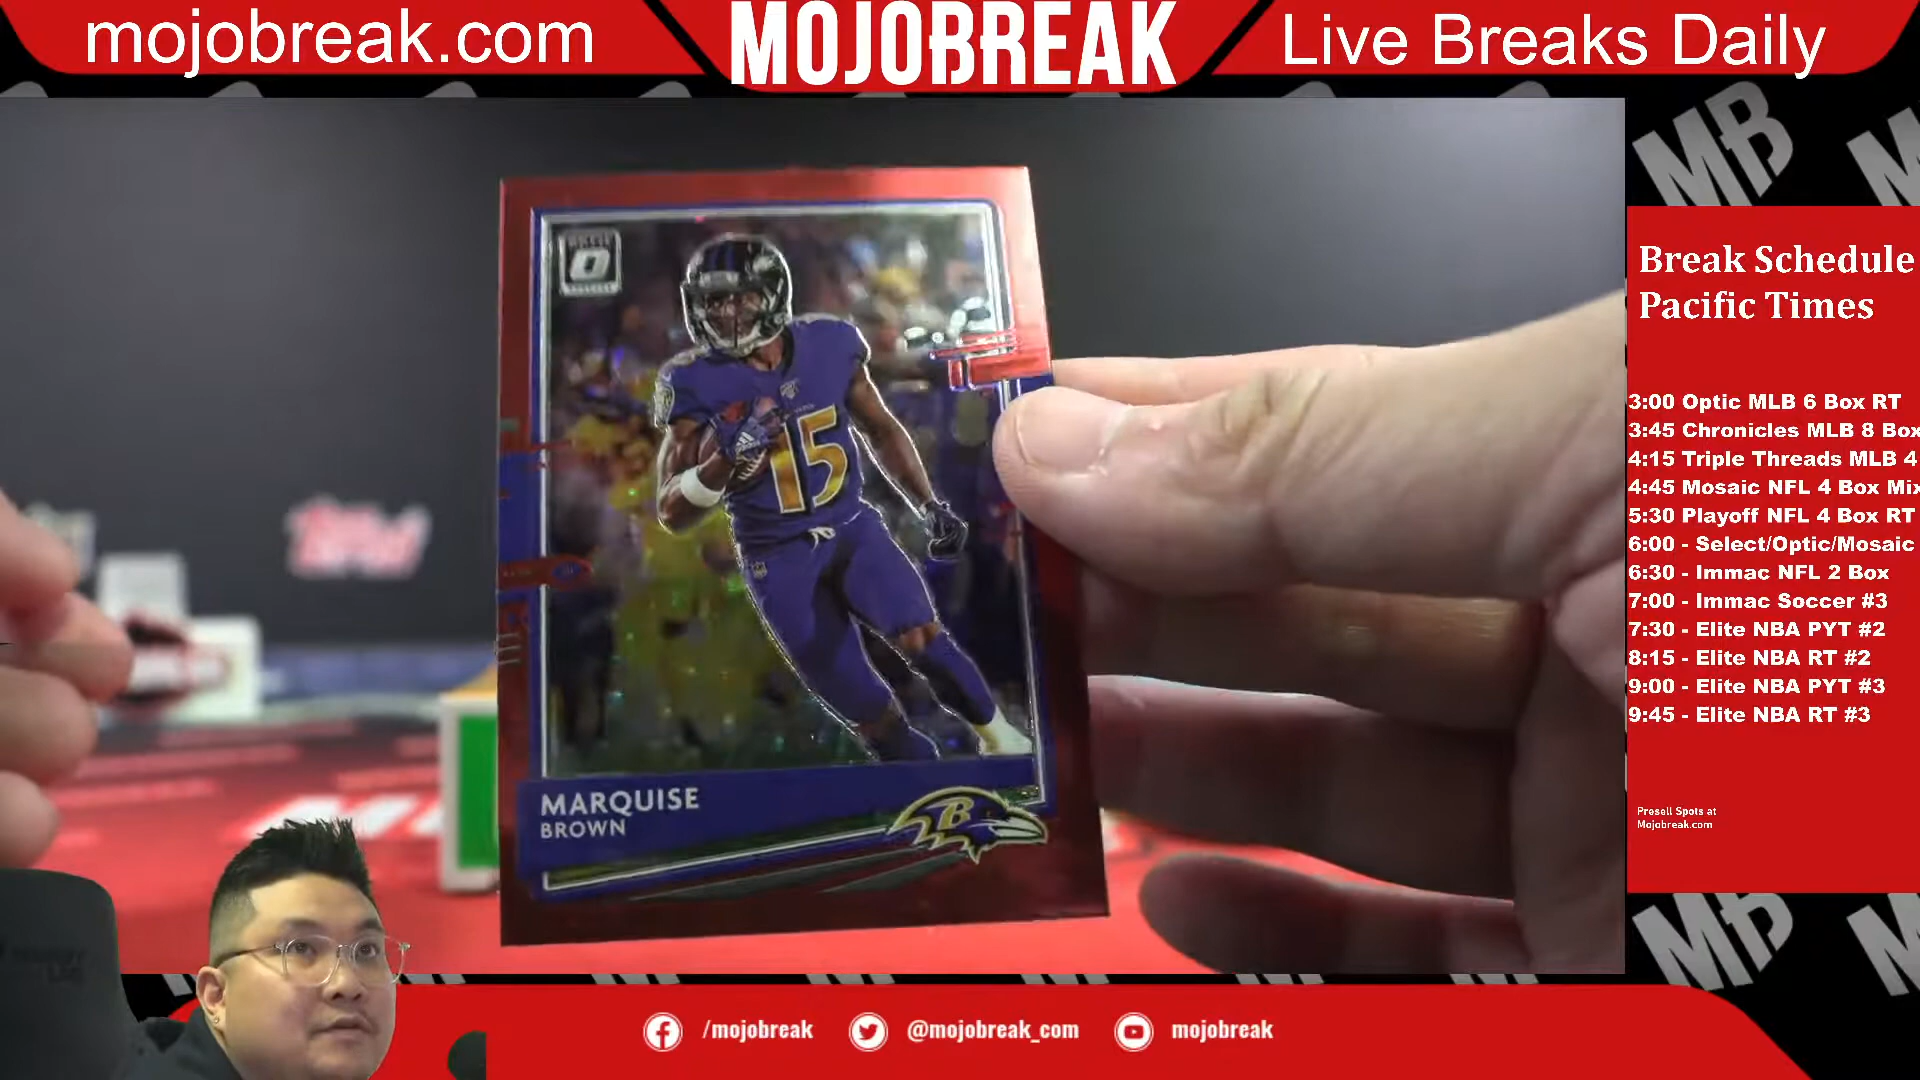 mojobreak.com
MOJOBREAK
Live Breaks Daily
MB
Break Schedule
Pacific Times
3:00 Optic MLB 6 Box RT
3:45 Chronicles MLB 8 Box
4:15 Triple Threads MLB 4
4:45 Mosaic NFL 4 Box Mix
5:30 Playoff NFL 4 Box RT
6:00 - Select/Optic/Mosaic
6:30 - Immac NFL 2 Box
7:00 - Immac Soccer #3
7:30 - Elite NBA PYT #2
8:15 - Elite NBA RT #2
9:00 - Elite NBA PYT #3
9:45 - Elite NBA RT #3
Presell Spots at
Mojobreak.com
MB
topps
15
MARQUISE
BROWN
B
/mojobreak
@mojobreak_com
mojobreak